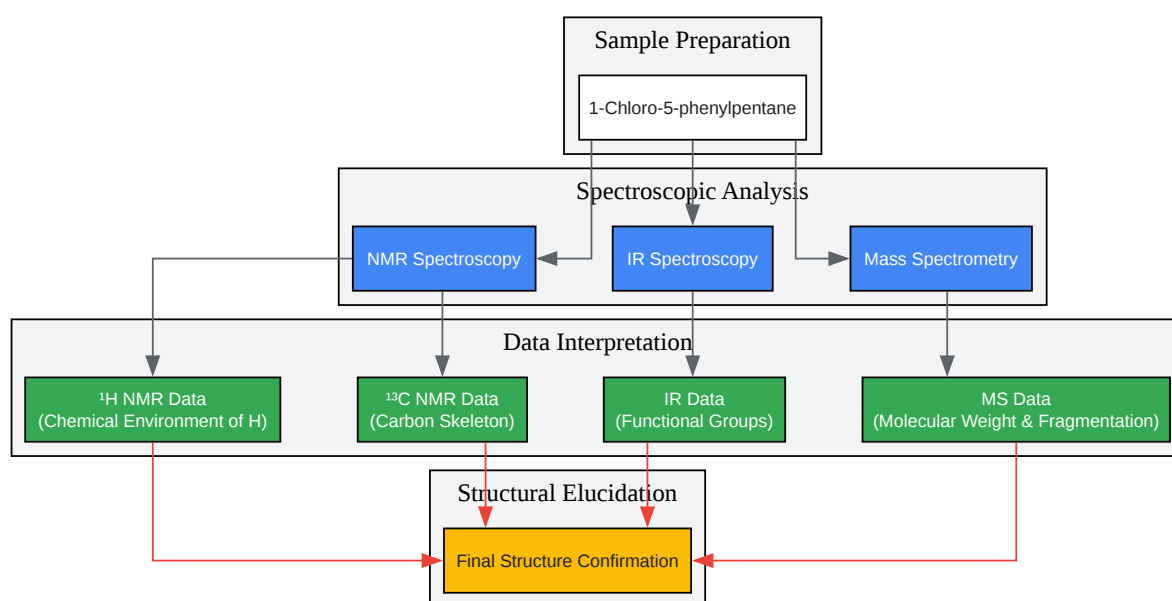 Sample Preparation
1-Chloro-5-phenylpentane
Spectroscopic Analysis
NMR Spectroscopy
IR Spectroscopy
Mass Spectrometry
Data Interpretation
¹H NMR Data
(Chemical Environment of H)
¹³C NMR Data
(Carbon Skeleton)
IR Data
(Functional Groups)
MS Data
(Molecular Weight & Fragmentation)
Structural Elucidation
Final Structure Confirmation